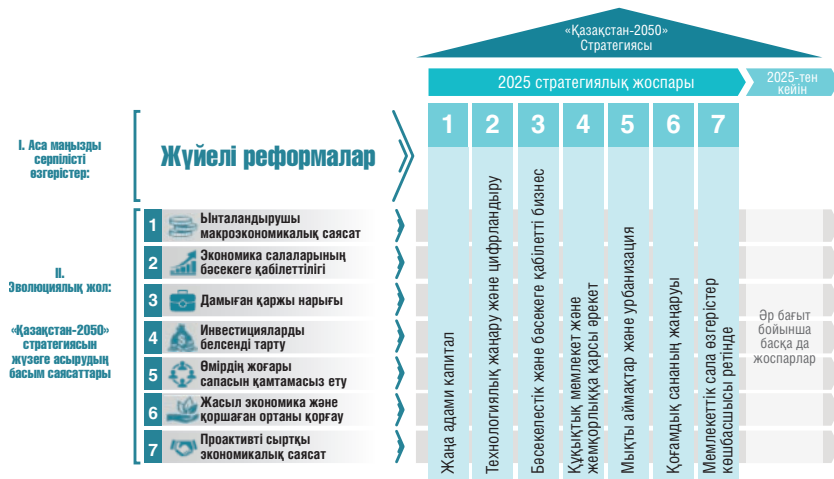 «Қазақстан-2050»
Стратегиясы
2025 стратегиялық жоспары
2025-тен
кейін
I. Аса маңызды
серпілісті
өзгерістер:
Жүйелі реформалар
1
2
3
4
5
6
7
Жаңа адами капитал
Технологиялық жаңару және цифрландыру
Бәсекелестік және бәсекеге қабілетті бизнес
Құқықтық мемлекет және
жемқорлыққа қарсы әрекет
Мықты аймақтар және урбанизация
Қоғамдық сананың жаңаруы
Мемлекеттік сала өзгерістер
көшбасшысы ретінде
II.
Эволюциялық жол:
«Қазақстан-2050»
стратегиясын
жүзеге асырудың
басым саясаттары
1
Ынталандырушы
макроэкономикалық саясат
2
Экономика салаларының
бәсекеге қабілеттілігі
3
Дамыған қаржы нарығы
4
Инвестицияларды
белсенді тарту
5
Өмірдің жоғары
сапасын қамтамасыз ету
6
Жасыл экономика және
қоршаған ортаны қорғау
7
Проактивті сыртқы
экономикалық саясат
Әр бағыт
бойынша
басқа да
жоспарлар